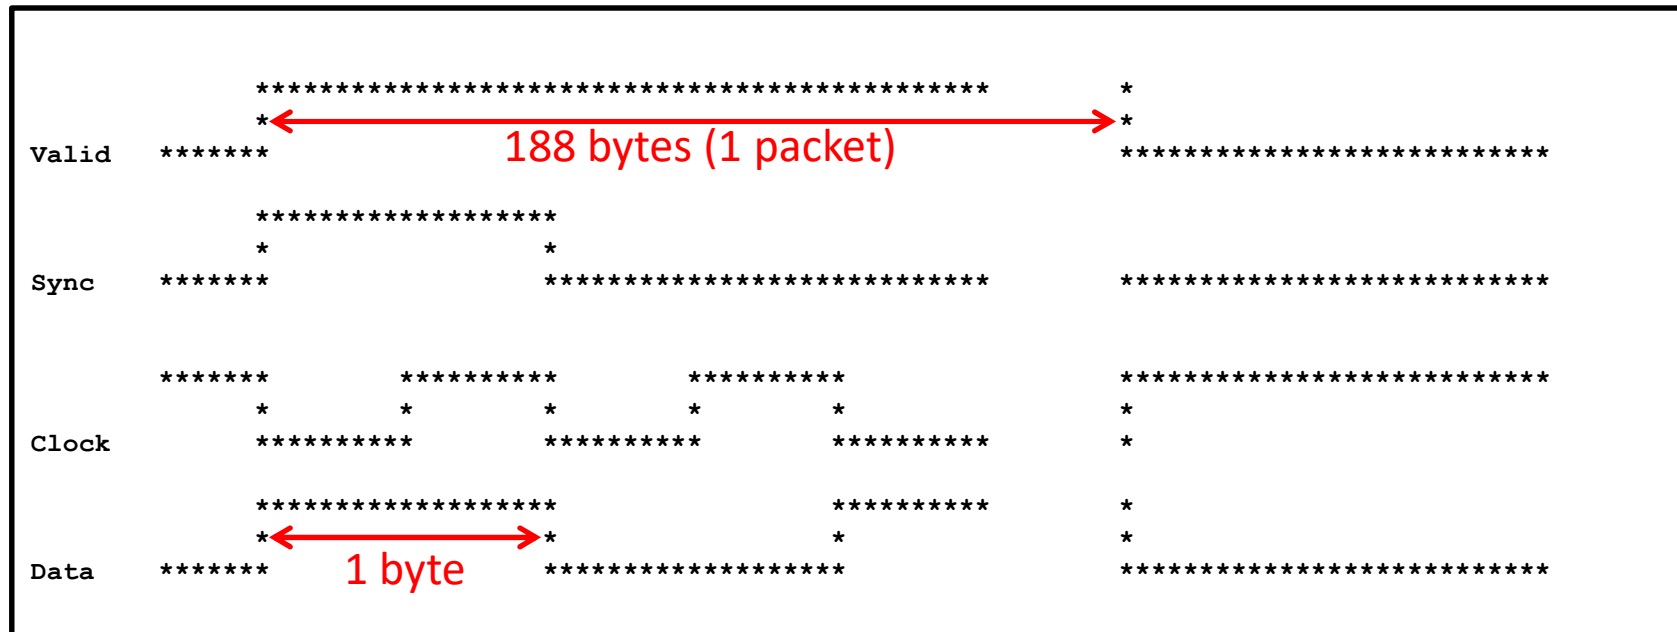 188 bytes (1 packet)
Valid
Sync
Clock
1 byte
Data